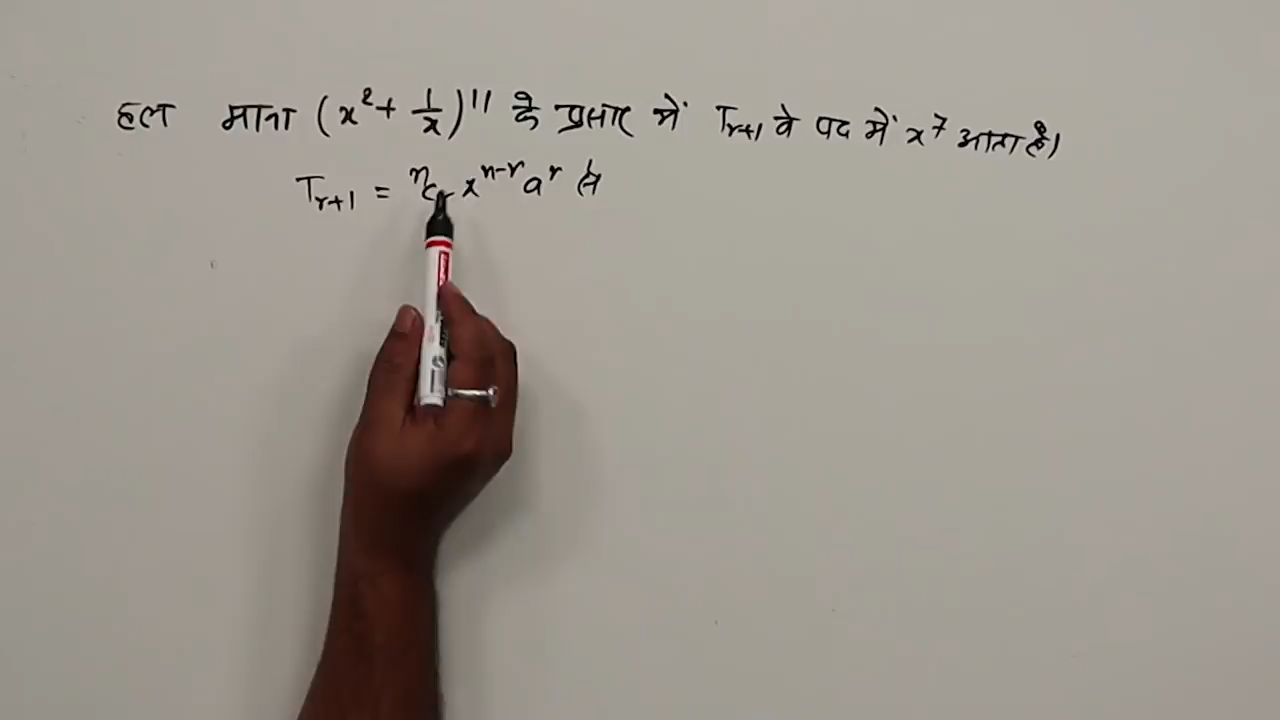 हल माना (x² + 1/x)¹¹ के प्रसार में Tᵣ₊₁ वे पद में x⁷ आता है।
Tᵣ₊₁ = ⁿCᵣ xⁿ⁻ʳ aʳ से